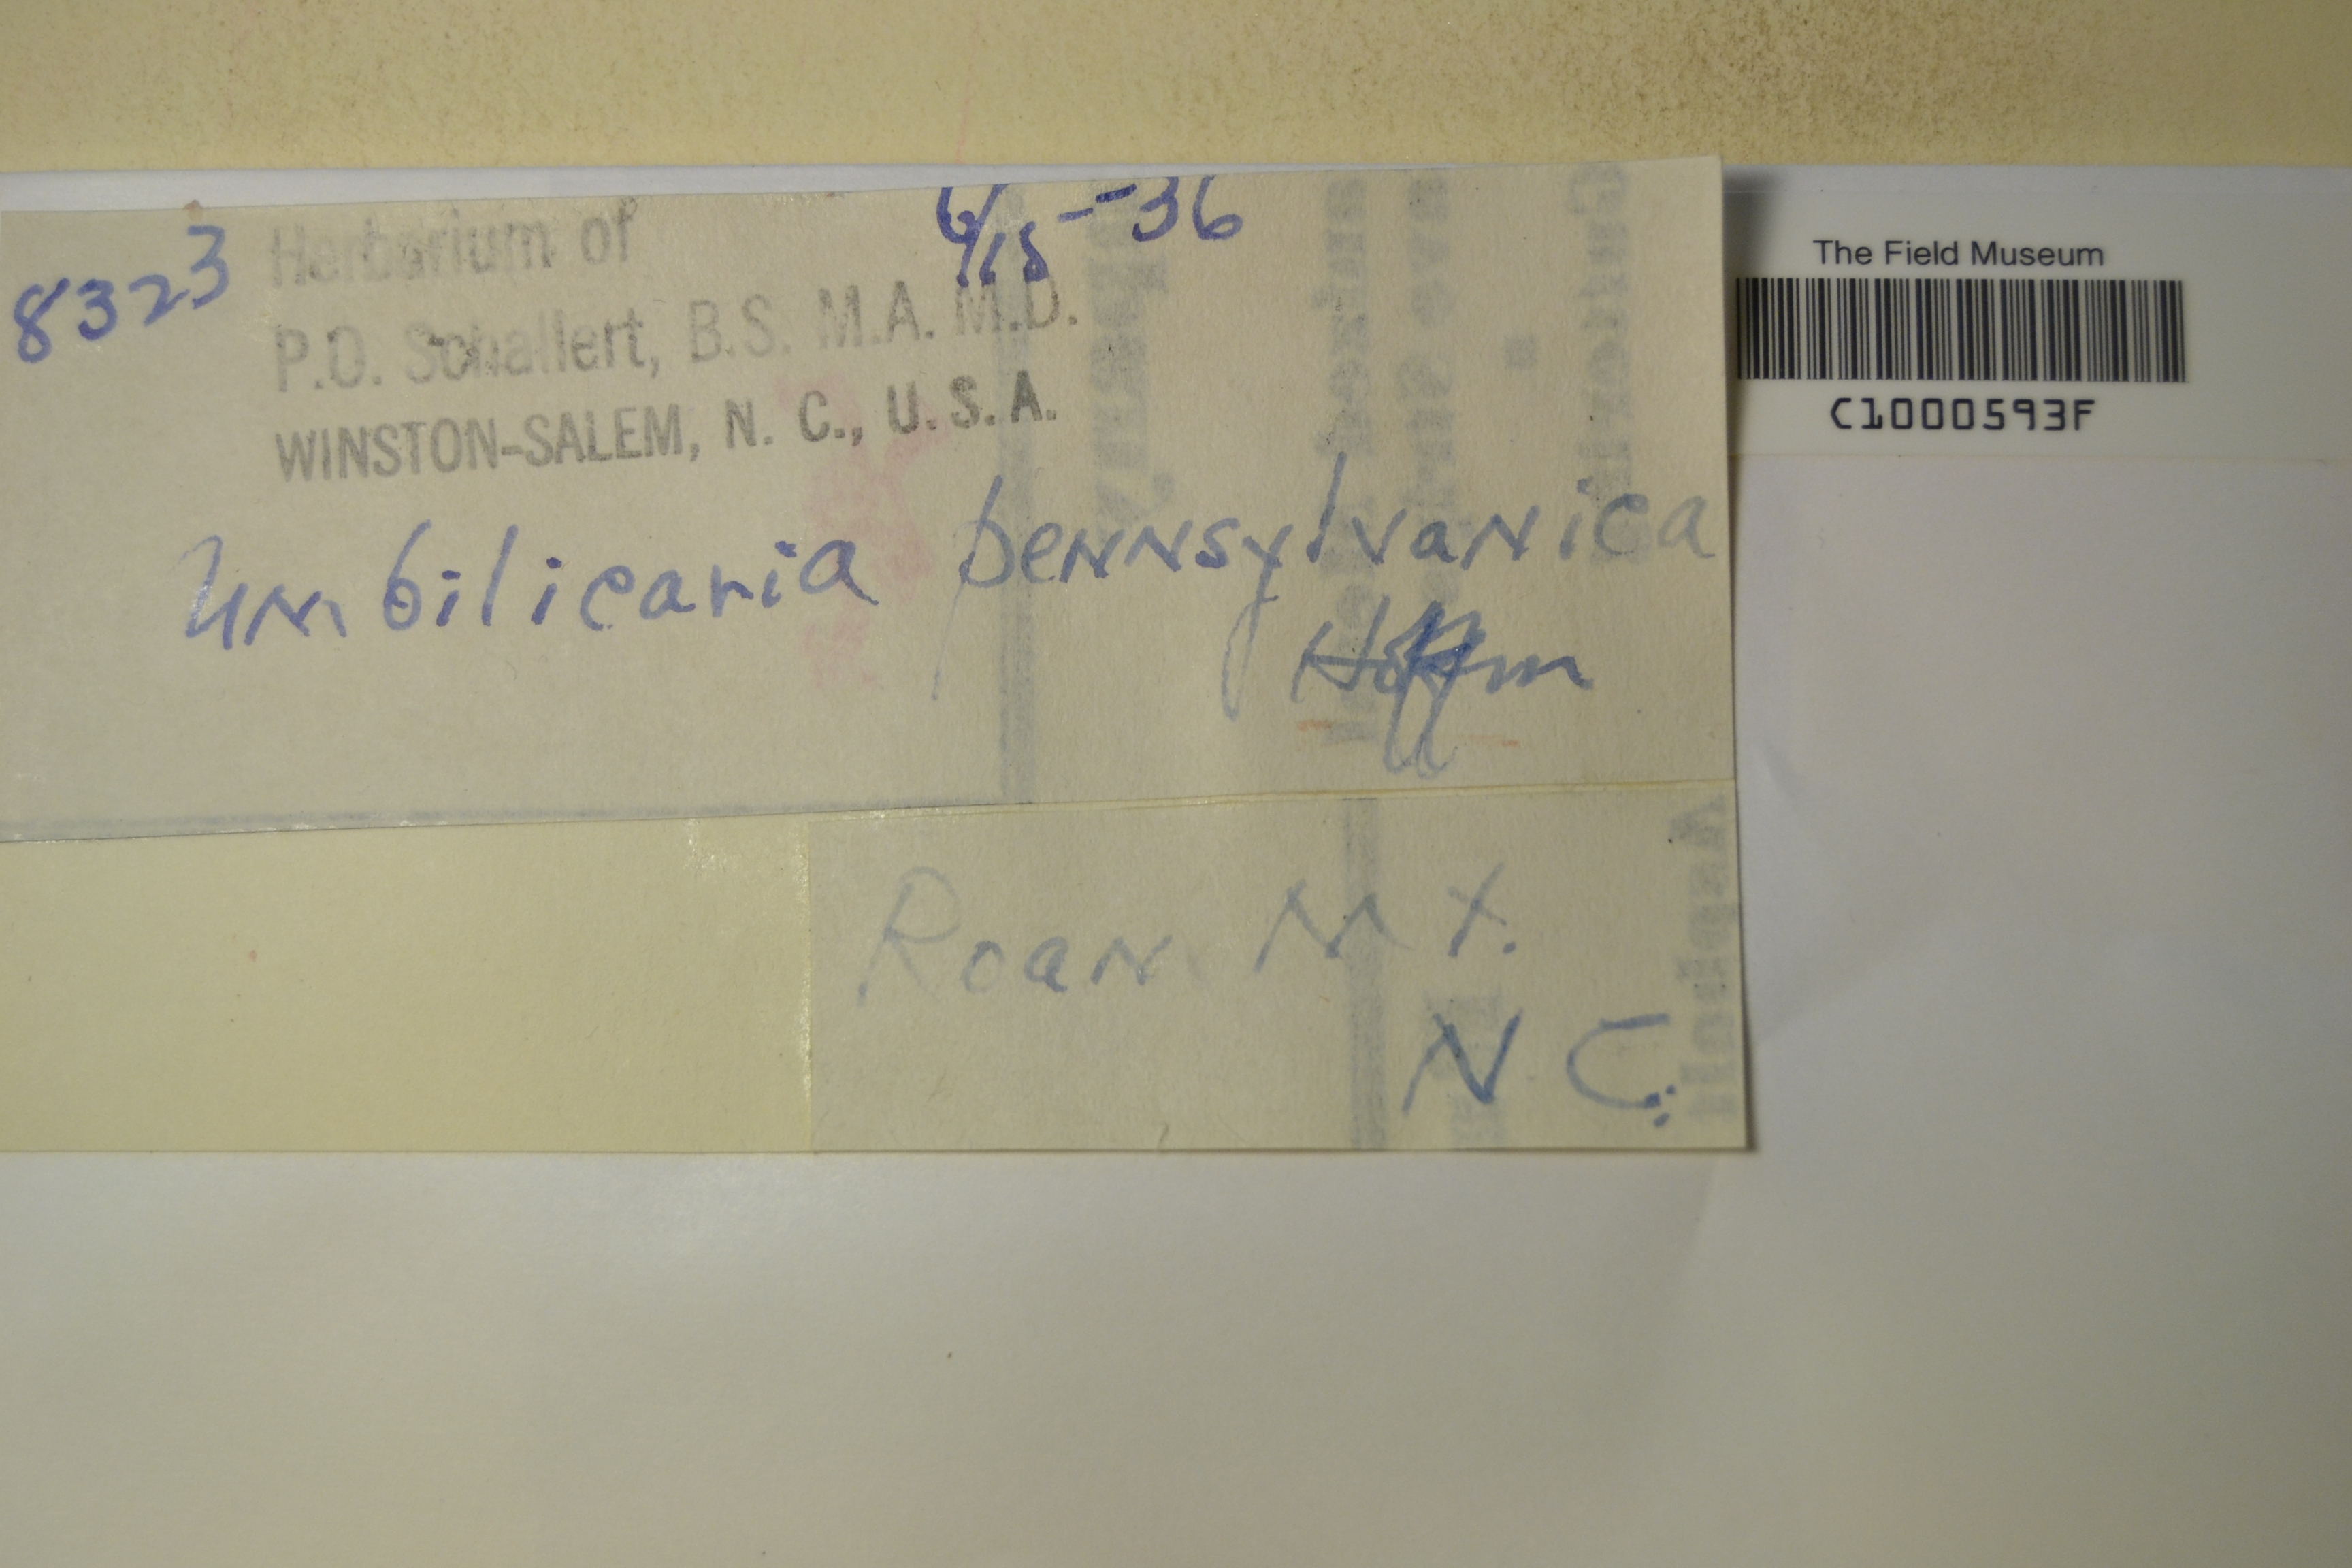 6/15-36
8323
Herbarium of
P.O. Schallert, B.S. M.A. M.D.
WINSTON-SALEM, N. C., U. S. A.
Umbilicaria pennsylvanica
Hoffm
Roan Mt.
N C.
The Field Museum
C1000593F